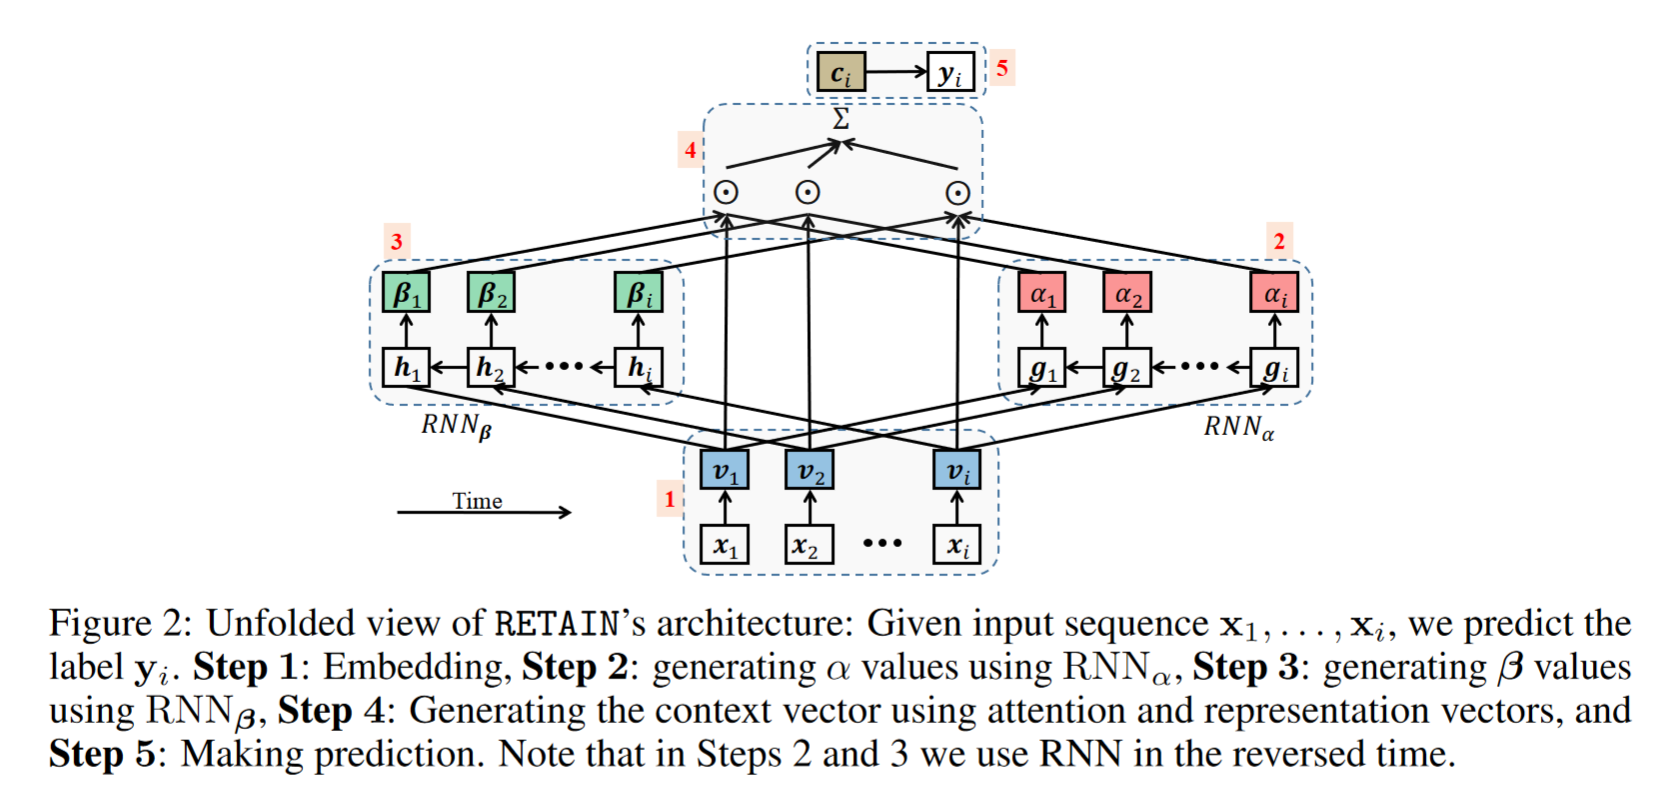 c_i y_i 5
Σ
4
⊙ ⊙ ⊙
3 2
β_1 β_2 β_i α_1 α_2 α_i
h_1 h_2 ••• h_i g_1 g_2 ••• g_i
RNN_β RNN_α
v_1 v_2 v_i
Time 1
x_1 x_2 ••• x_i
Figure 2: Unfolded view of RETAIN's architecture: Given input sequence x_1, . . . , x_i, we predict the
label y_i. Step 1: Embedding, Step 2: generating α values using RNN_α, Step 3: generating β values
using RNN_β, Step 4: Generating the context vector using attention and representation vectors, and
Step 5: Making prediction. Note that in Steps 2 and 3 we use RNN in the reversed time.